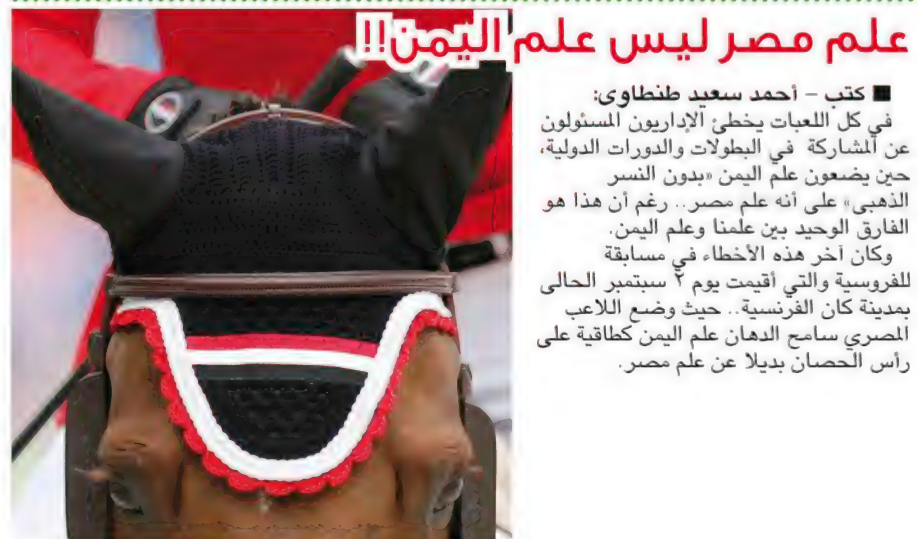 علم مصر ليس علم اليمن!!
■ كتب – أحمد سعيد طنطاوى:
في كل اللعبات يخطئ الإداريون المسئولون
عن المشاركة في البطولات والدورات الدولية،
حين يضعون علم اليمن «بدون النسر
الذهبى» على أنه علم مصر.. رغم أن هذا هو
الفارق الوحيد بين علمنا وعلم اليمن.
وكان آخر هذه الأخطاء في مسابقة
للفروسية والتي أقيمت يوم ٢ سبتمبر الحالى
بمدينة كان الفرنسية.. حيث وضع اللاعب
المصري سامح الدهان علم اليمن كطاقية على
رأس الحصان بديلا عن علم مصر.